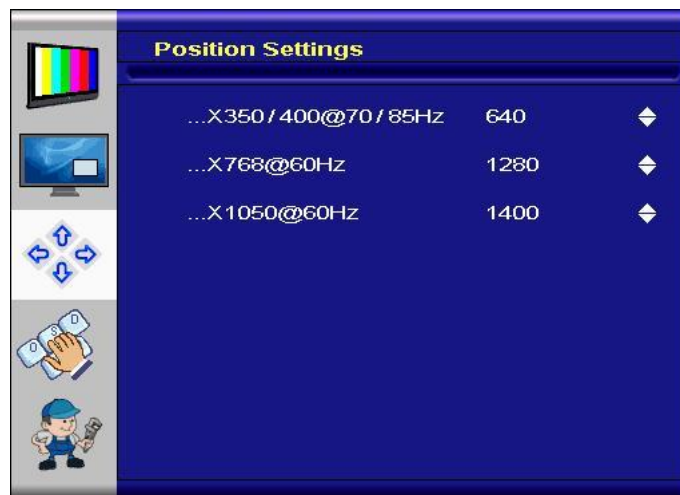 Position Settings
...X350/400@70/85Hz 640
...X768@60Hz 1280
...X1050@60Hz 1400
O S D